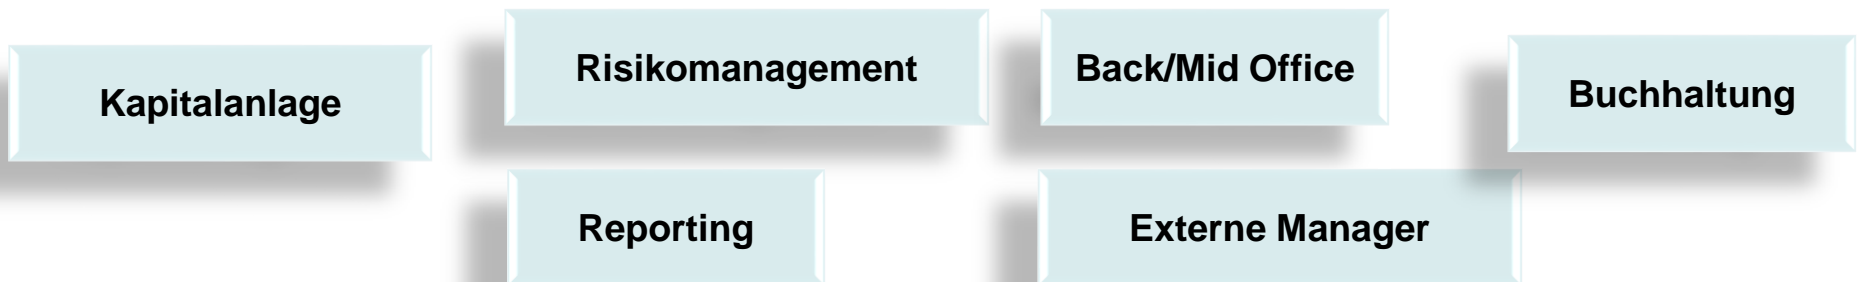 Kapitalanlage
Risikomanagement
Back/Mid Office
Buchhaltung
Reporting
Externe Manager